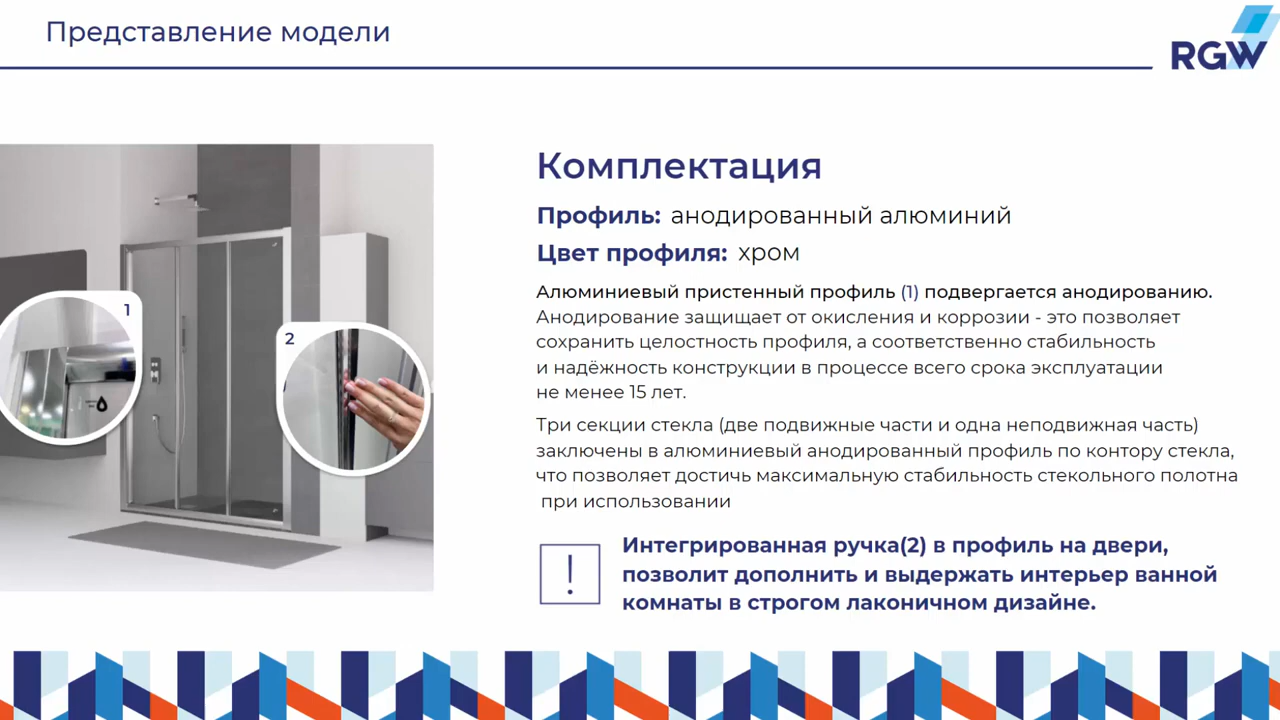 Представление модели
RGW
1
2
Комплектация
Профиль: анодированный алюминий
Цвет профиля: хром
Алюминиевый пристенный профиль (1) подвергается анодированию.
Анодирование защищает от окисления и коррозии - это позволяет
сохранить целостность профиля, а соответственно стабильность
и надёжность конструкции в процессе всего срока эксплуатации
не менее 15 лет.
Три секции стекла (две подвижные части и одна неподвижная часть)
заключены в алюминиевый анодированный профиль по контору стекла,
что позволяет достичь максимальную стабильность стекольного полотна
при использовании
!
Интегрированная ручка(2) в профиль на двери,
позволит дополнить и выдержать интерьер ванной
комнаты в строгом лаконичном дизайне.